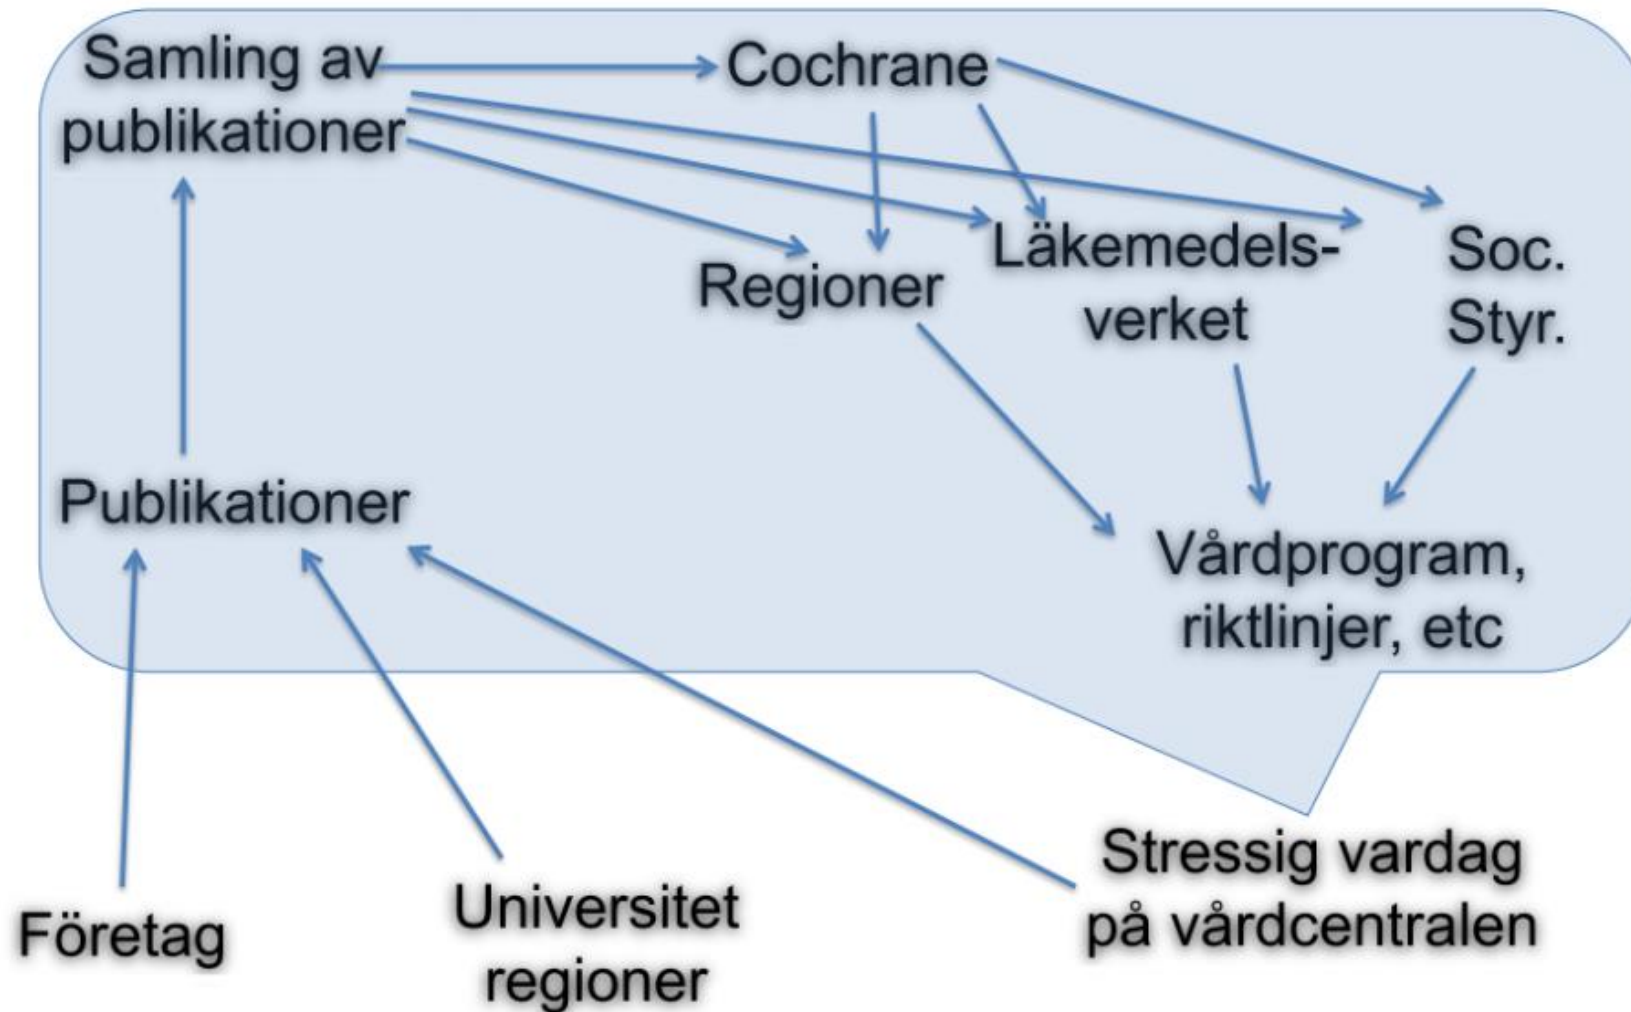 Samling av
publikationer
Cochrane
Regioner
Läkemedels-
verket
Soc.
Styr.
Publikationer
Vårdprogram,
riktlinjer, etc
Företag
Universitet
regioner
Stressig vardag
på vårdcentralen